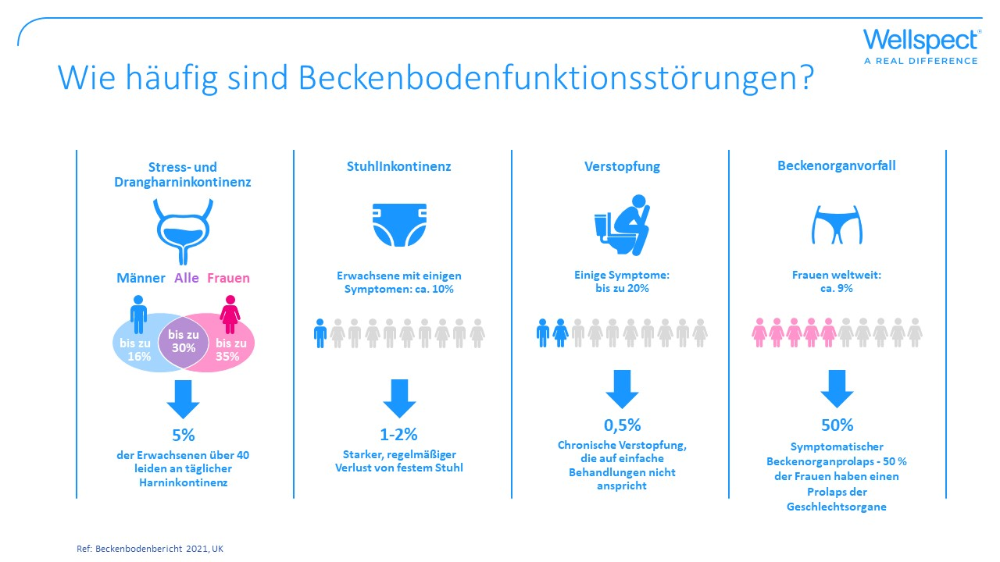 Wellspect®
A REAL DIFFERENCE
Wie häufig sind Beckenbodenfunktionsstörungen?
Stress- und
Drangharninkontinenz
Männer Alle Frauen
bis zu
16%
bis zu
30%
bis zu
35%
5%
der Erwachsenen über 40
leiden an täglicher
Harninkontinenz
StuhlInkontinenz
Erwachsene mit einigen
Symptomen: ca. 10%
1-2%
Starker, regelmäßiger
Verlust von festem Stuhl
Verstopfung
Einige Symptome:
bis zu 20%
0,5%
Chronische Verstopfung,
die auf einfache
Behandlungen nicht
anspricht
Beckenorganvorfall
Frauen weltweit:
ca. 9%
50%
Symptomatischer
Beckenorganprolaps - 50 %
der Frauen haben einen
Prolaps der
Geschlechtsorgane
Ref: Beckenbodenbericht 2021, UK